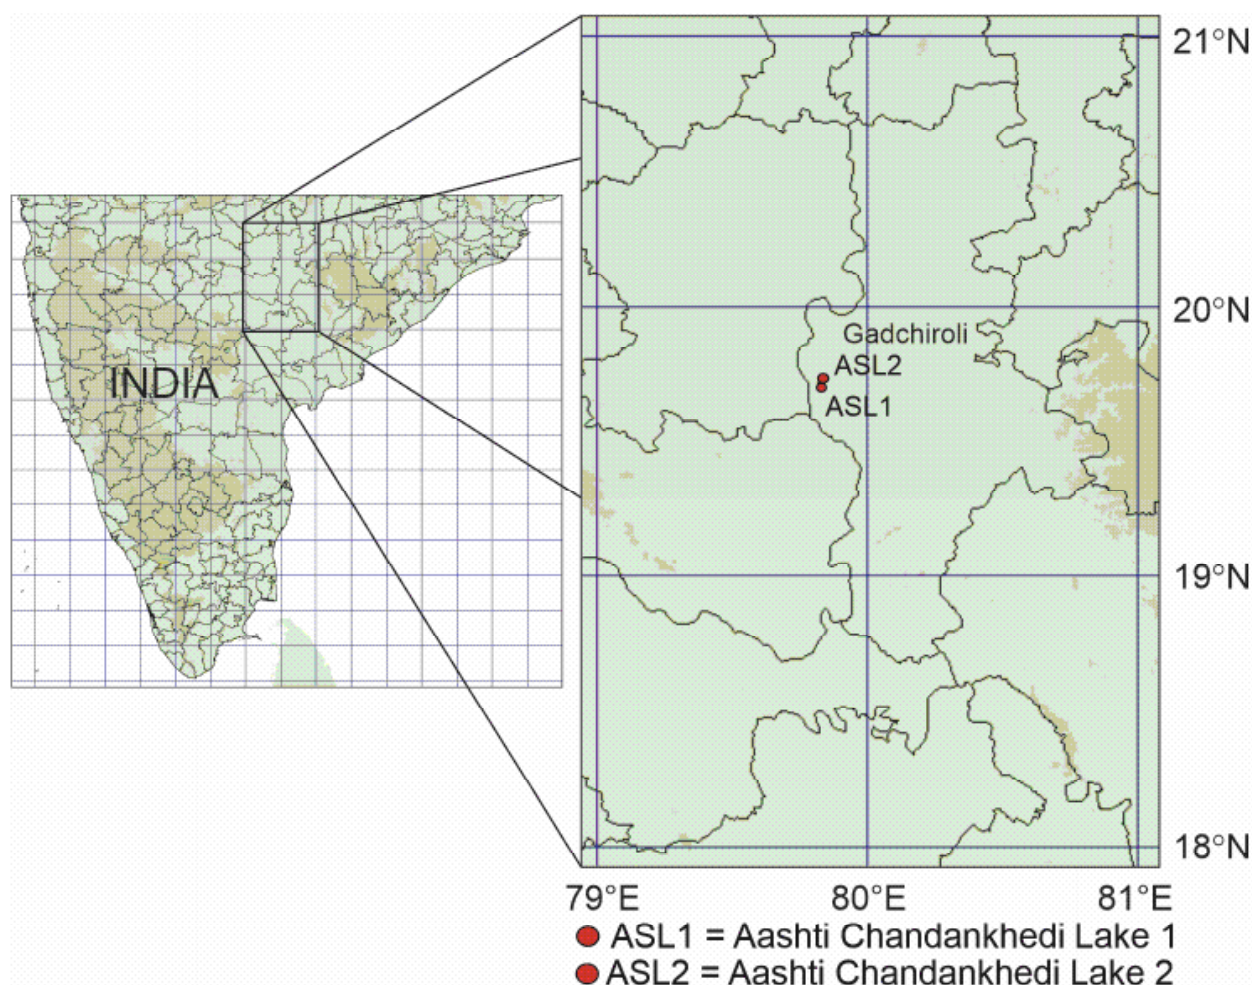 21°N
20°N
Gadchiroli
ASL2
INDIA
ASL1
19°N
18°N
79°E 80°E 81°E
ASL1 = Aashti Chandankhedi Lake 1
ASL2 = Aashti Chandankhedi Lake 2